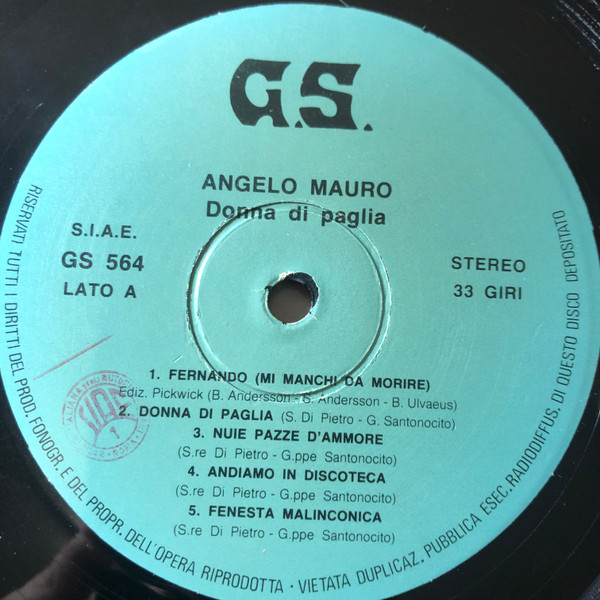 G.S.
ANGELO MAURO
Donna di paglia
S.I.A.E.
GS 564
LATO A
STEREO
33 GIRI
1. FERNANDO (MI MANCHI DA MORIRE)
Ediz. Pickwick (B. Andersson - S. Andersson - B. Ulvaeus)
2. DONNA DI PAGLIA (S. Di Pietro - G. Santonocito)
3. NUIE PAZZE D'AMMORE
(S.re Di Pietro - G.ppe Santonocito)
4. ANDIAMO IN DISCOTECA
(S.re Di Pietro - G.ppe Santonocito)
5. FENESTA MALINCONICA
(S.re Di Pietro - G.ppe Santonocito)
RISERVATI TUTTI I DIRITTI DEL PROD. FONOGR. E DEL PROPR. DELL'OPERA RIPRODOTTA · VIETATA DUPLICAZ. PUBBLICA ESEC. RADIODIFFUS. DI QUESTO DISCO DEPOSITATO
SIAE